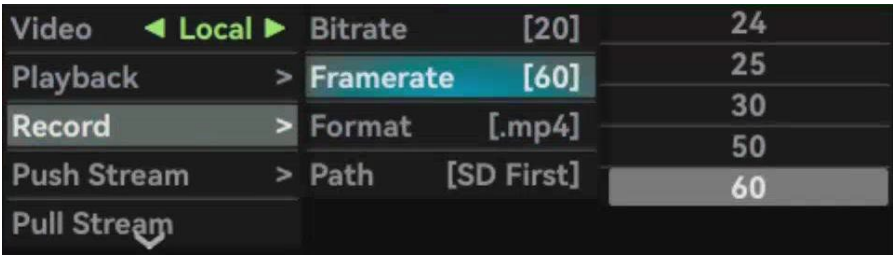 Video ◀ Local ▶
Playback >
Record >
Push Stream >
Pull Stream
Bitrate [20]
Framerate [60]
Format [.mp4]
Path [SD First]
24
25
30
50
60